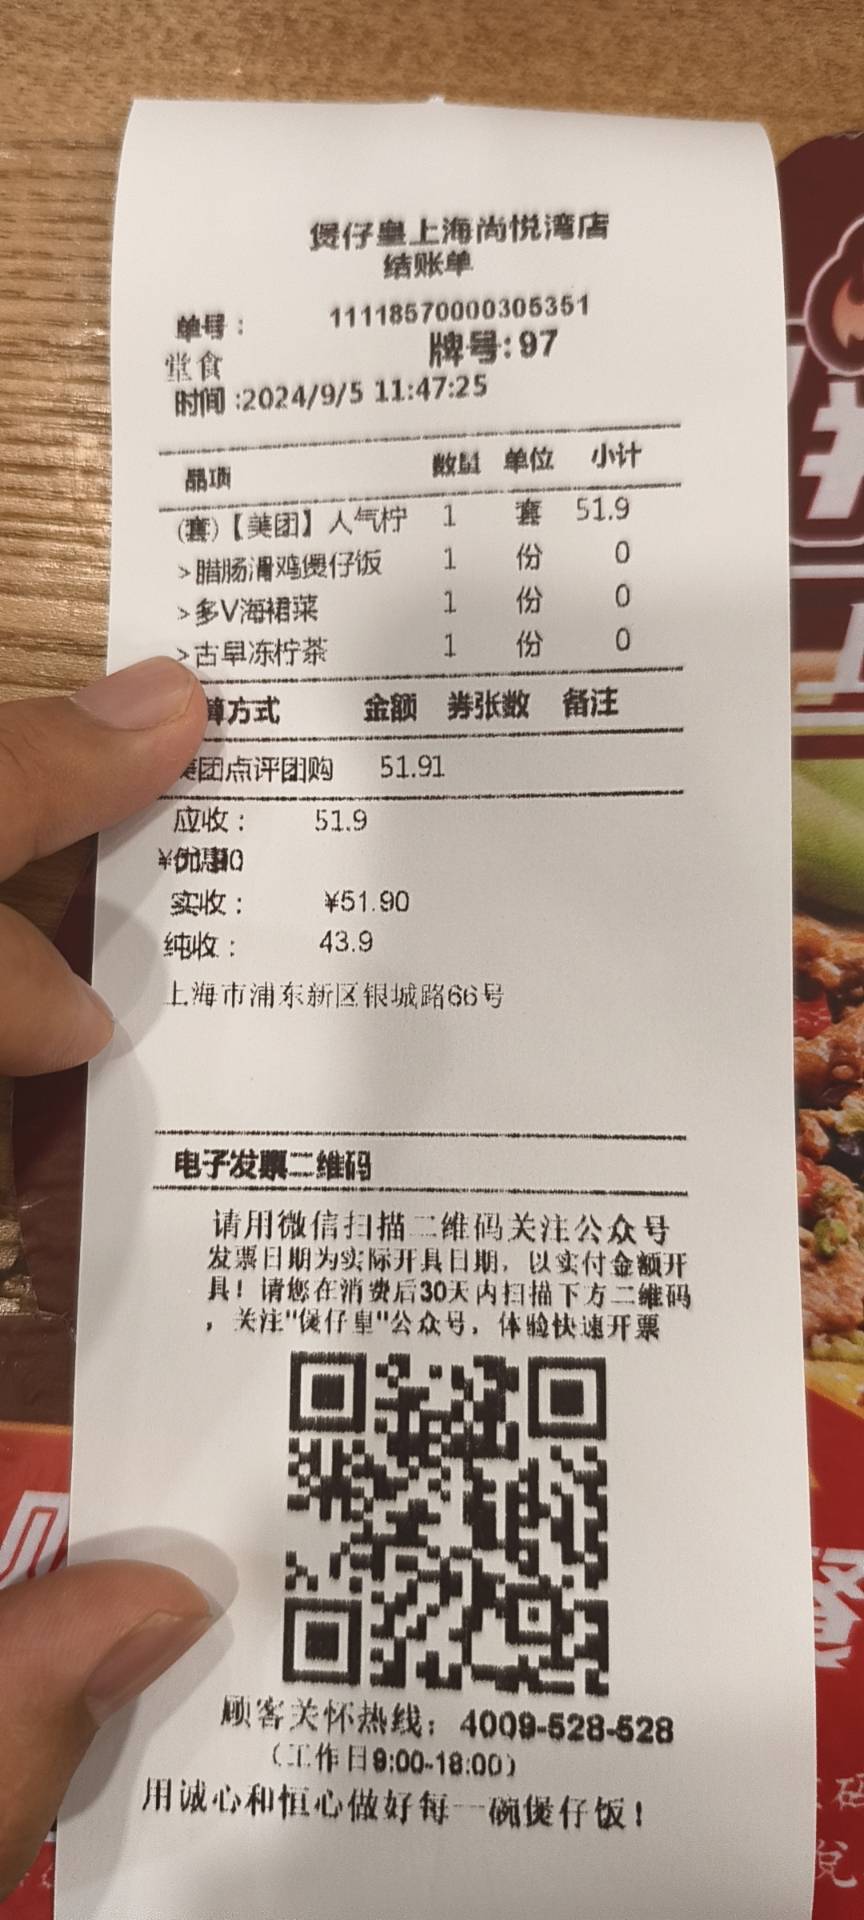 煲仔皇上海尚悦湾店
结账单
单号： 11118570000305351
堂食 牌号:97
时间 :2024/9/5 11:47:25
品项 数量 单位 小计
(套)【美团】人气柠 1 套 51.9
>腊肠滑鸡煲仔饭 1 份 0
>多V海裙菜 1 份 0
>古早冻柠茶 1 份 0
算方式 金额 券张数 备注
美团点评团购 51.91
应收： 51.9
实收： ¥51.90
纯收： 43.9
上海市浦东新区银城路66号
电子发票二维码
请用微信扫描二维码关注公众号
发票日期为实际开具日期，以实付金额开
具！请您在消费后30天内扫描下方二维码
，关注"煲仔皇"公众号，体验快速开票
顾客关怀热线：4009-528-528
（工作日9:00-18:00）
用诚心和恒心做好每一碗煲仔饭！